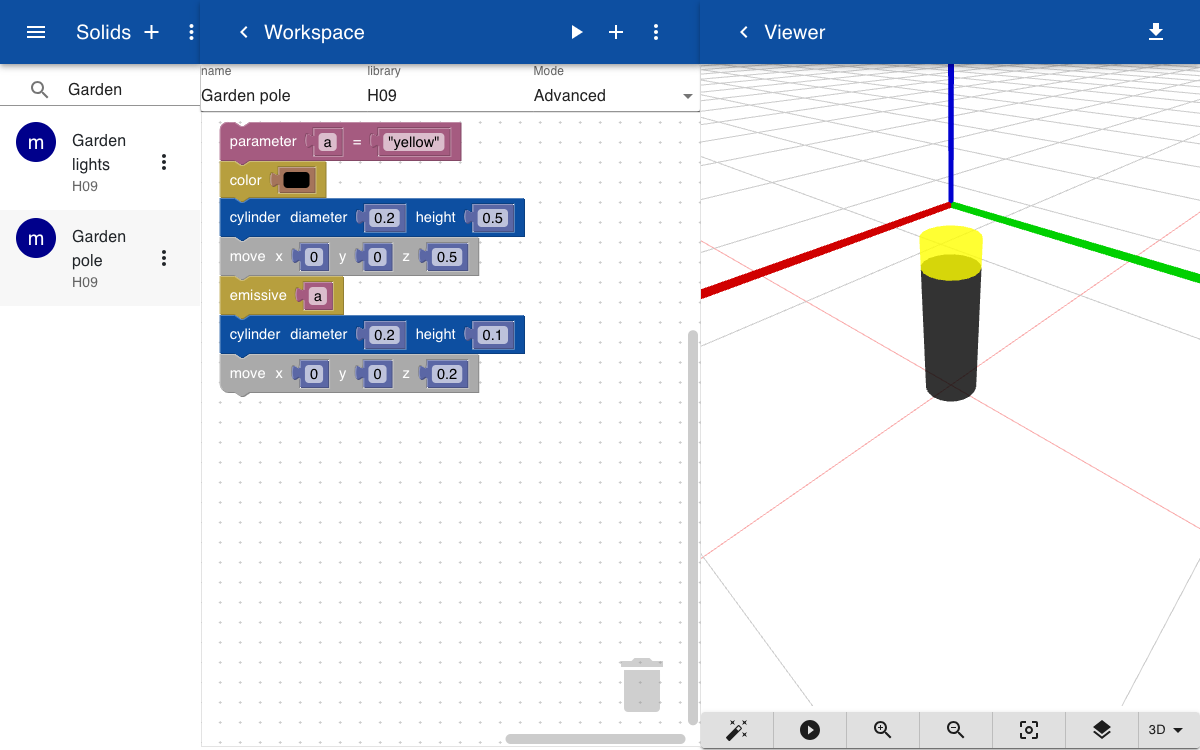 Solids
Workspace
Viewer
Garden
name
library
Mode
Garden pole
H09
Advanced
m
Garden
lights
H09
m
Garden
pole
H09
parameter a = "yellow"
color
cylinder diameter 0.2 height 0.5
move x 0 y 0 z 0.5
emissive a
cylinder diameter 0.2 height 0.1
move x 0 y 0 z 0.2
3D